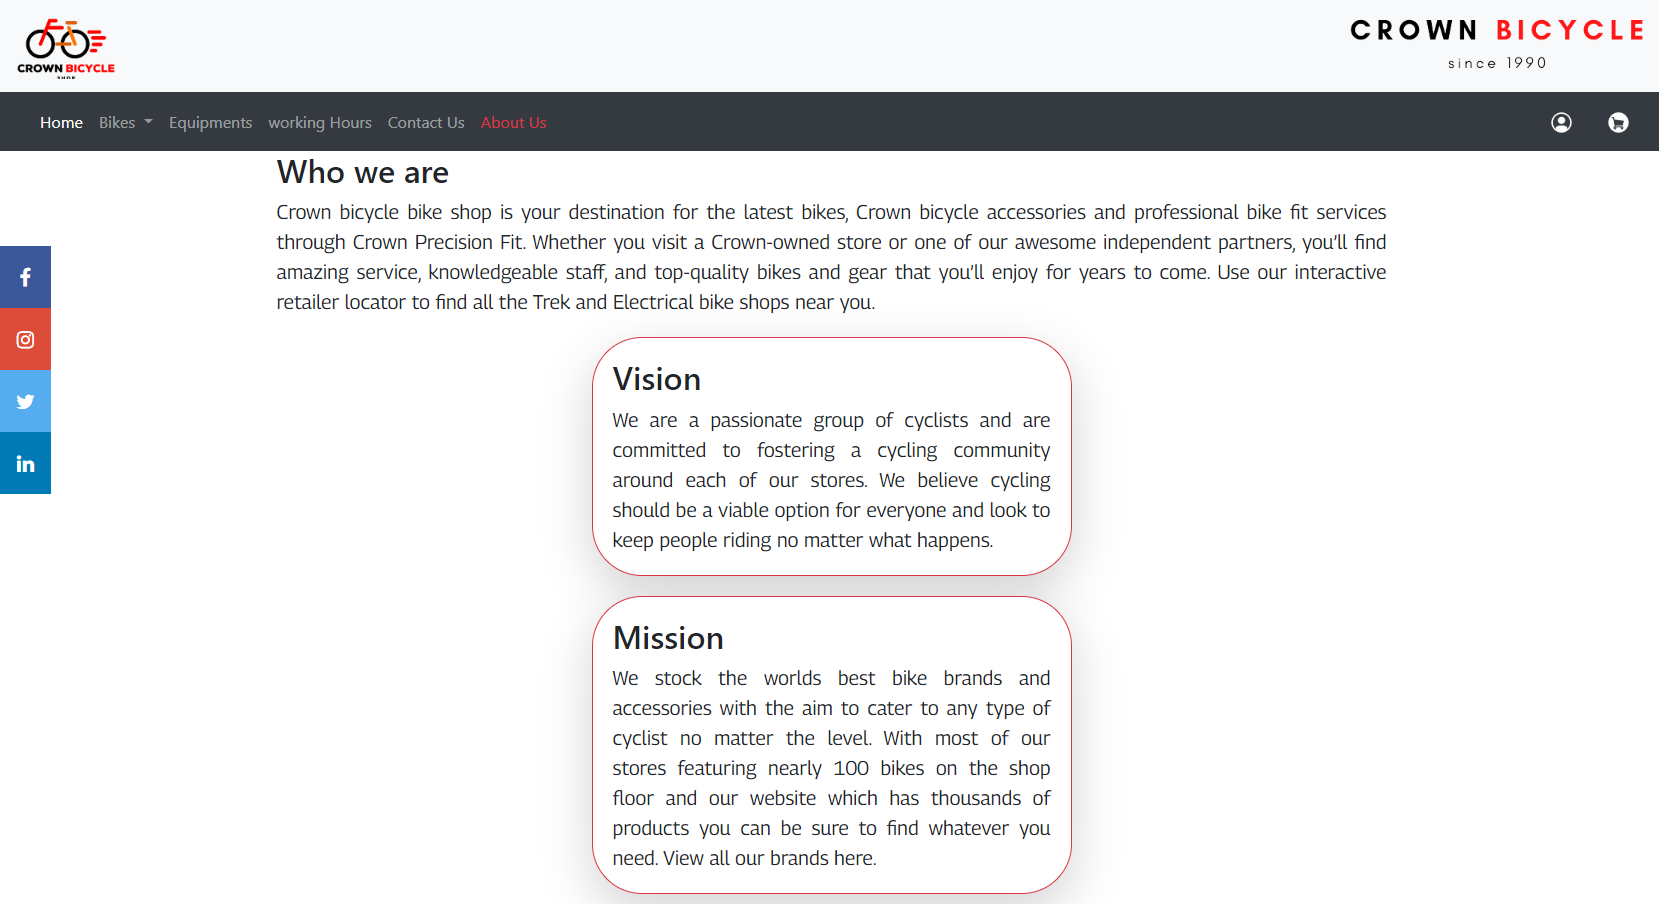 CROWN BICYCLE
SHOP
CROWN BICYCLE
since 1990
Home Bikes Equipments working Hours Contact Us About Us
Who we are
Crown bicycle bike shop is your destination for the latest bikes, Crown bicycle accessories and professional bike fit services
through Crown Precision Fit. Whether you visit a Crown-owned store or one of our awesome independent partners, you'll find
amazing service, knowledgeable staff, and top-quality bikes and gear that you'll enjoy for years to come. Use our interactive
retailer locator to find all the Trek and Electrical bike shops near you.
Vision
We are a passionate group of cyclists and are
committed to fostering a cycling community
around each of our stores. We believe cycling
should be a viable option for everyone and look to
keep people riding no matter what happens.
Mission
We stock the worlds best bike brands and
accessories with the aim to cater to any type of
cyclist no matter the level. With most of our
stores featuring nearly 100 bikes on the shop
floor and our website which has thousands of
products you can be sure to find whatever you
need. View all our brands here.